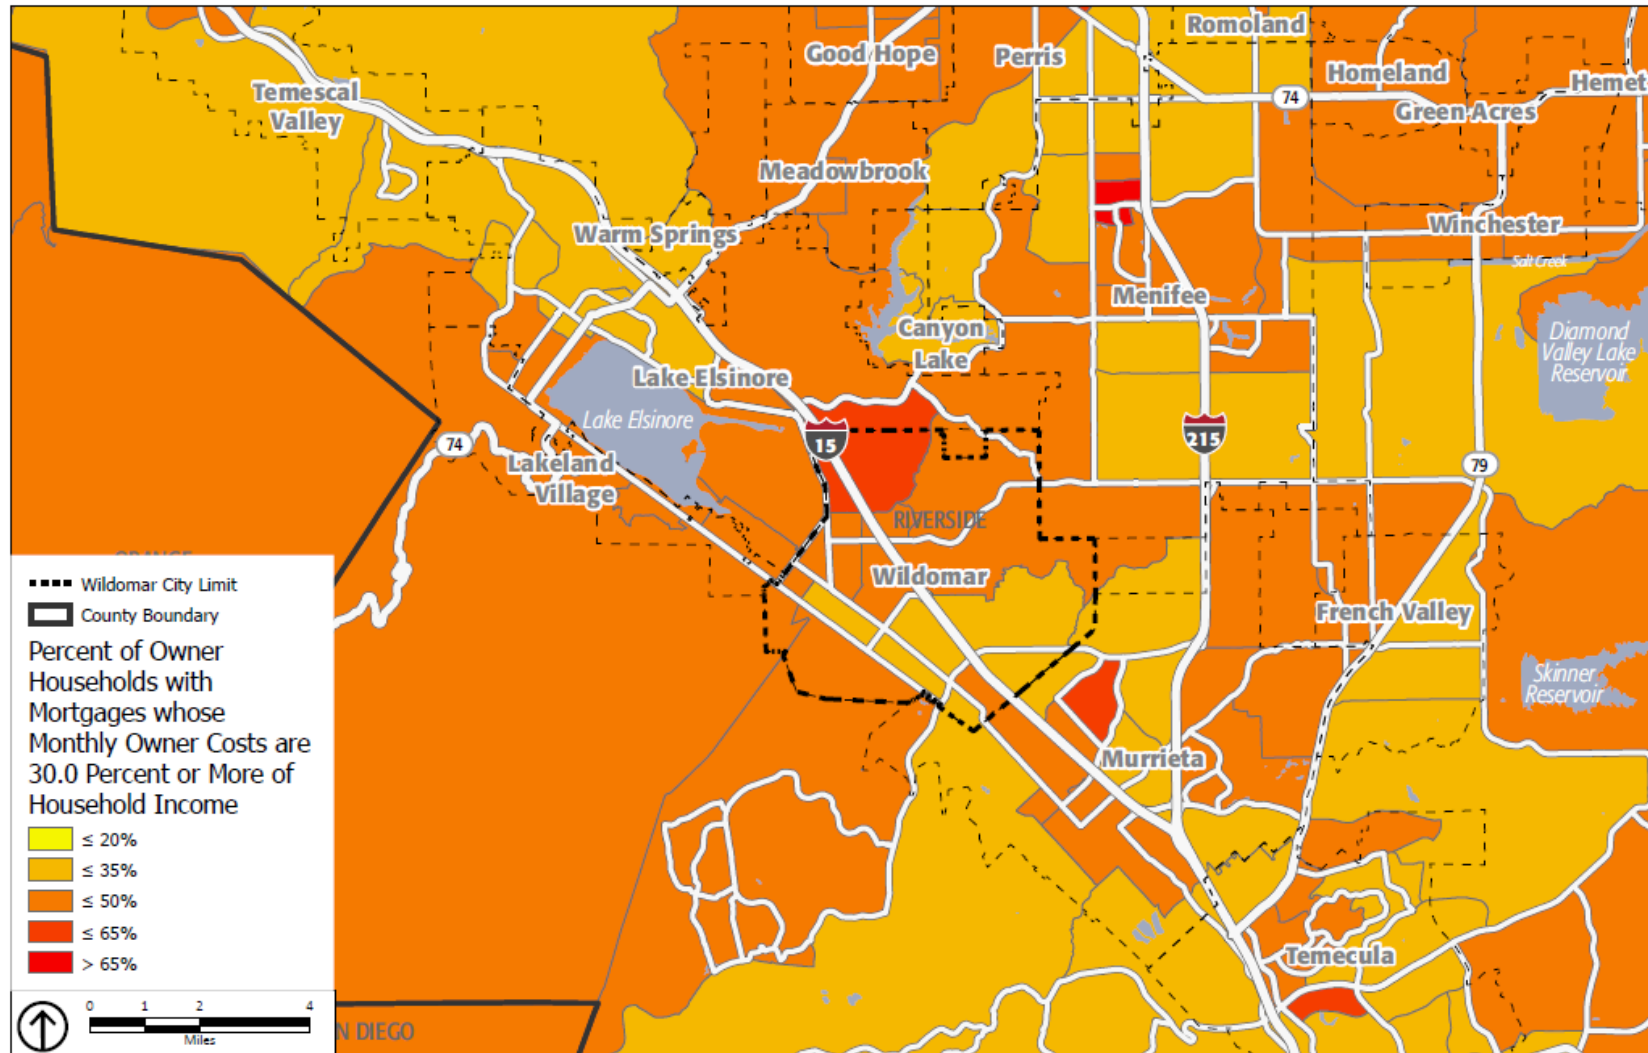 Romoland
Good Hope
Perris
Homeland
Hemet
Temescal
Valley
74
Green Acres
Meadowbrook
Winchester
Warm Springs
Salt Creek
Menifee
Canyon
Lake
Diamond
Valley Lake
Reservoir
Lake Elsinore
Lake Elsinore
15
215
74
79
Lakeland
Village
RIVERSIDE
Wildomar
French Valley
Skinner
Reservoir
Murrieta
Temecula
ORANGE
Wildomar City Limit
County Boundary
Percent of Owner
Households with
Mortgages whose
Monthly Owner Costs are
30.0 Percent or More of
Household Income
≤ 20%
≤ 35%
≤ 50%
≤ 65%
> 65%
0 1 2 4
Miles
N DIEGO